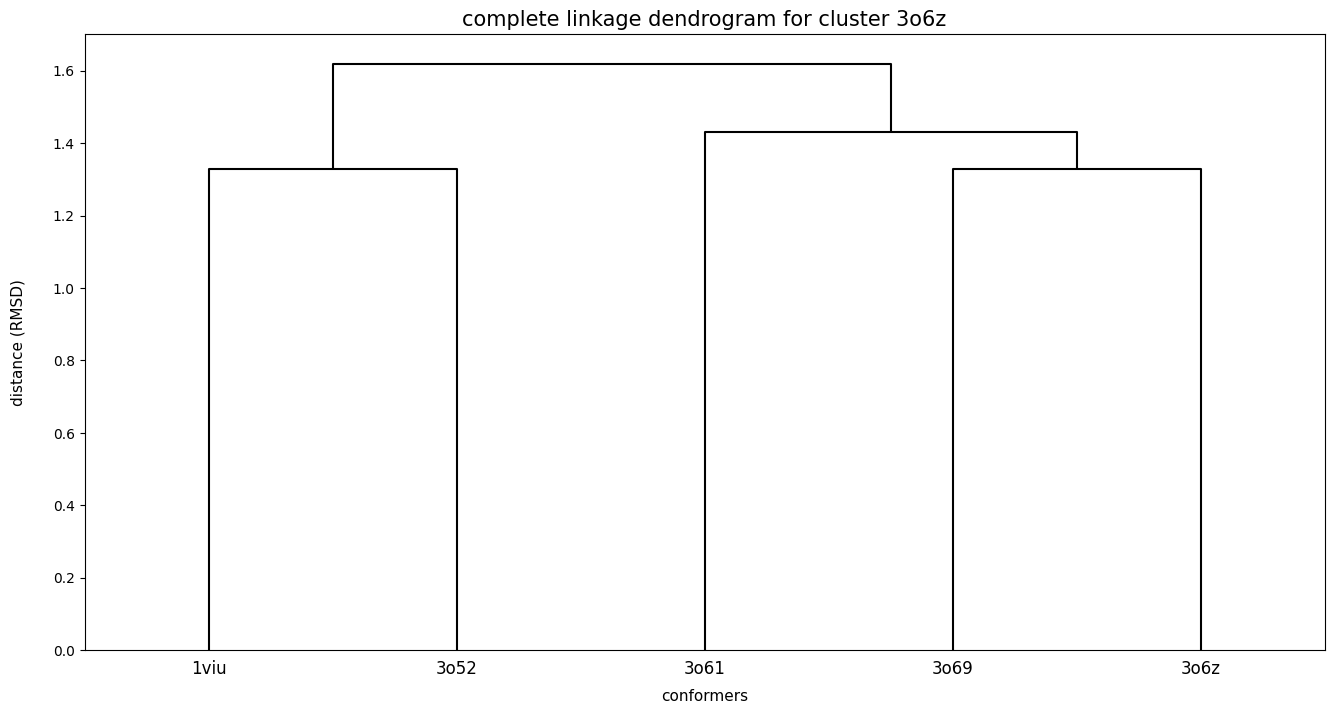 complete linkage dendrogram for cluster 3o6z
1.6
1.4
1.2
1.0
0.8
0.6
0.4
0.2
0.0
distance (RMSD)
1viu 3o52 3o61 3o69 3o6z
conformers